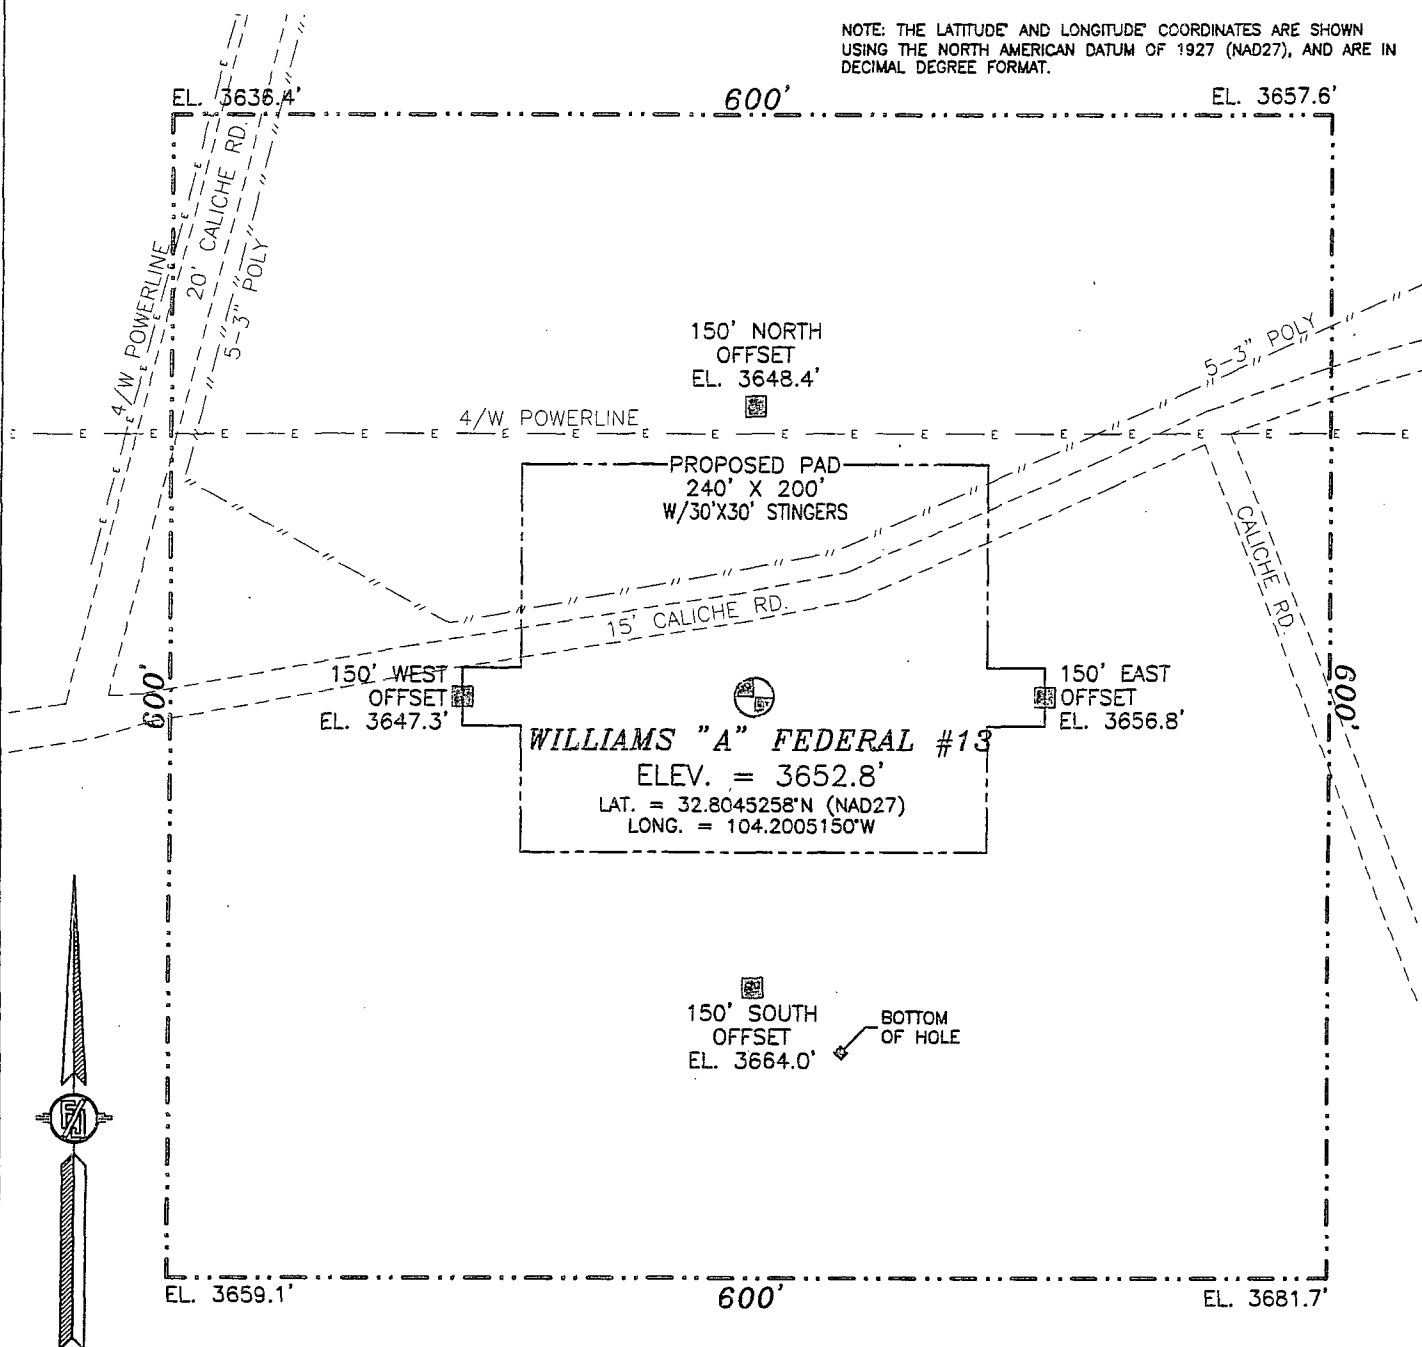 NOTE: THE LATITUDE AND LONGITUDE COORDINATES ARE SHOWN
USING THE NORTH AMERICAN DATUM OF 1927 (NAD27), AND ARE IN
DECIMAL DEGREE FORMAT.
EL. 3636.4'
600'
EL. 3657.6'
4/W POWERLINE
20' CALICHE RD.
5-3" POLY
150' NORTH
OFFSET
EL. 3648.4'
5-3" POLY
4/W POWERLINE
PROPOSED PAD
240' X 200'
W/30'X30' STINGERS
CALICHE RD.
15' CALICHE RD.
600'
150' WEST
OFFSET
EL. 3647.3'
150' EAST
OFFSET
EL. 3656.8'
600'
WILLIAMS "A" FEDERAL #13
ELEV. = 3652.8'
LAT. = 32.8045258°N (NAD27)
LONG. = 104.2005150°W
150' SOUTH
OFFSET
EL. 3664.0'
BOTTOM
OF HOLE
EL. 3659.1'
600'
EL. 3681.7'